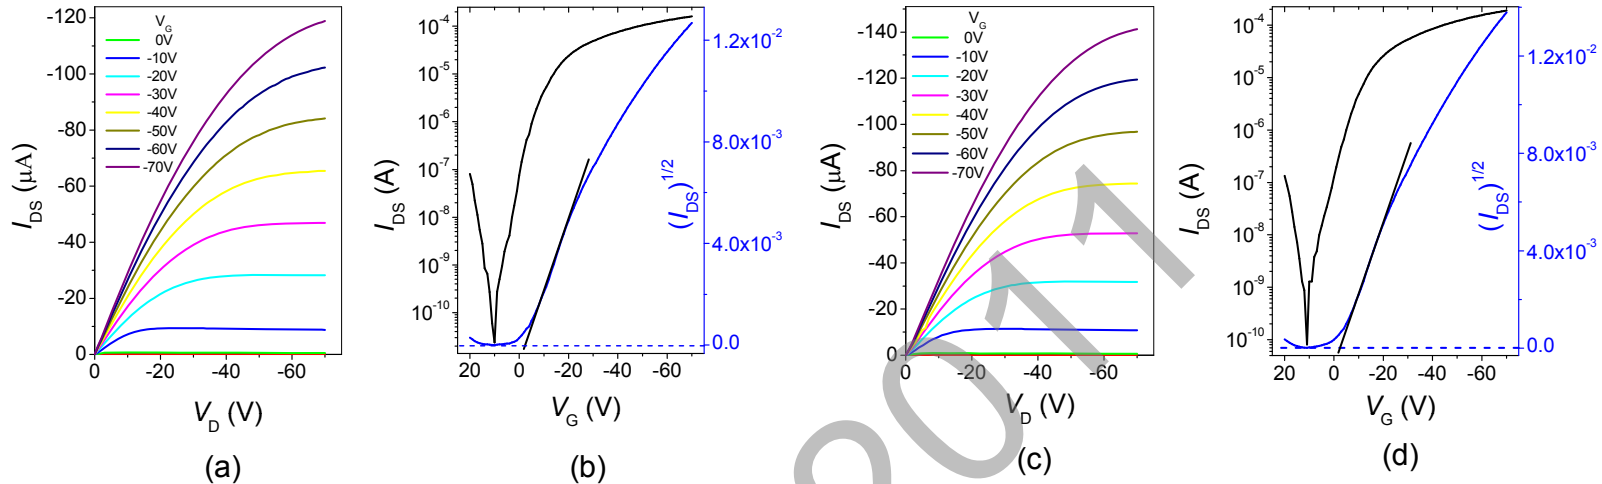 -120
-100
-80
-60
-40
-20
0
I_DS (μA)
V_G
0V
-10V
-20V
-30V
-40V
-50V
-60V
-70V
0 -20 -40 -60
V_D (V)
(a)
10^-4
10^-5
10^-6
10^-7
10^-8
10^-9
10^-10
I_DS (A)
1.2x10^-2
8.0x10^-3
4.0x10^-3
0.0
(I_DS)^1/2
20 0 -20 -40 -60
V_G (V)
(b)
-140
-120
-100
-80
-60
-40
-20
0
I_DS (μA)
V_G
0V
-10V
-20V
-30V
-40V
-50V
-60V
-70V
0 -20 -40 -60
V_D (V)
(c)
10^-4
10^-5
10^-6
10^-7
10^-8
10^-9
10^-10
I_DS (A)
1.2x10^-2
8.0x10^-3
4.0x10^-3
0.0
(I_DS)^1/2
20 0 -20 -40 -60
V_G (V)
(d)
2011